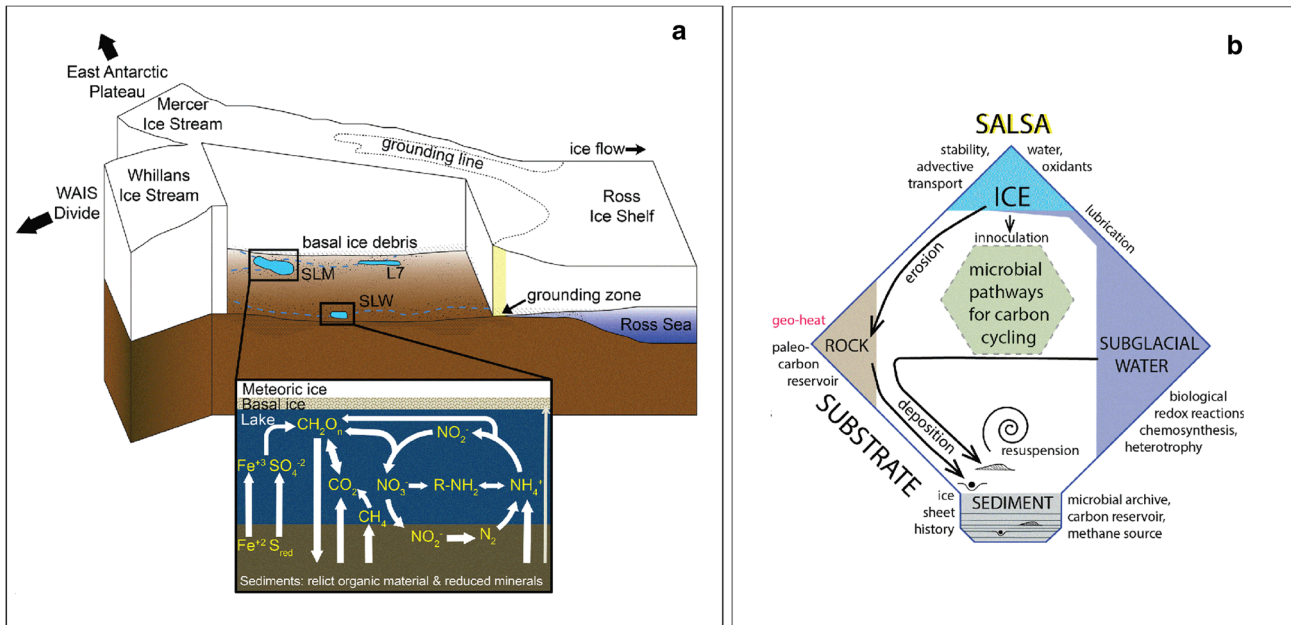 a
East Antarctic
Plateau
Mercer
Ice Stream
grounding line
ice flow
WAIS
Divide
Whillans
Ice Stream
Ross
Ice Shelf
basal ice debris
SLM
L7
SLW
grounding zone
Ross Sea
Meteoric ice
Basal ice
Lake
CH₂Oₙ
NO₂⁻
Fe⁺³ SO₄⁻²
CO₂
NO₃⁻
R-NH₂
NH₄⁺
CH₄
NO₂⁻
N₂
Fe⁺² S_red
Sediments: relict organic material & reduced minerals
b
SALSA
stability,
advective
transport
water,
oxidants
ICE
lubrication
innoculation
erosion
microbial
pathways
for carbon
cycling
geo-heat
ROCK
paleo-
carbon
reservoir
SUBGLACIAL
WATER
SUBSTRATE
deposition
biological
redox reactions
chemosynthesis,
heterotrophy
resuspension
ice
sheet
history
SEDIMENT
microbial archive,
carbon reservoir,
methane source